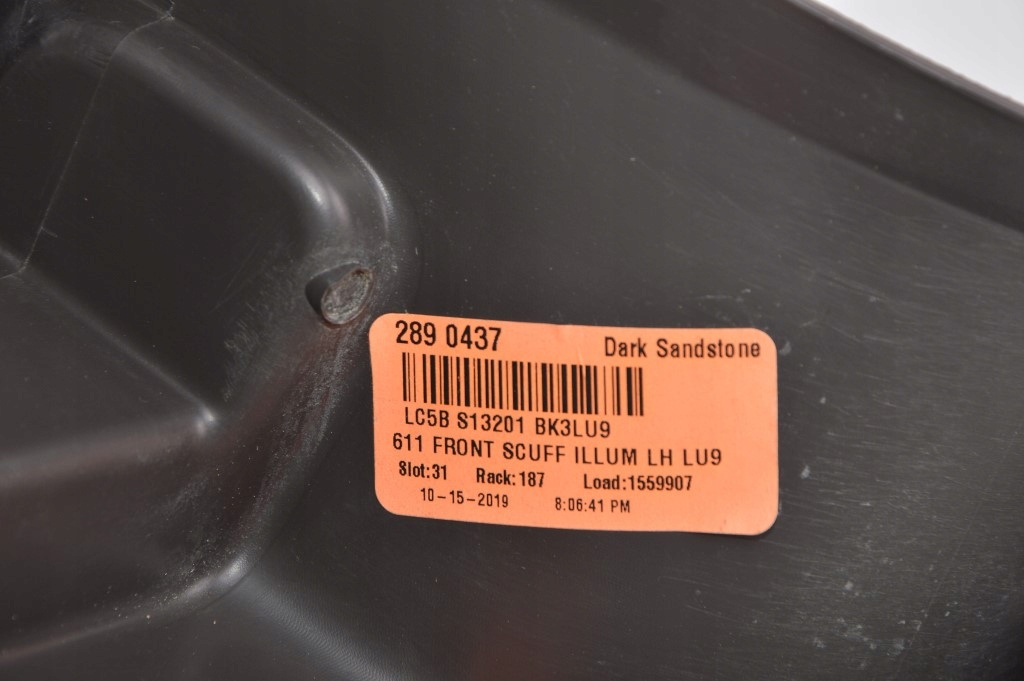 289 0437 Dark Sandstone
LC5B S13201 BK3LU9
611 FRONT SCUFF ILLUM LH LU9
Slot:31 Rack:187 Load:1559907
10-15-2019 8:06:41 PM